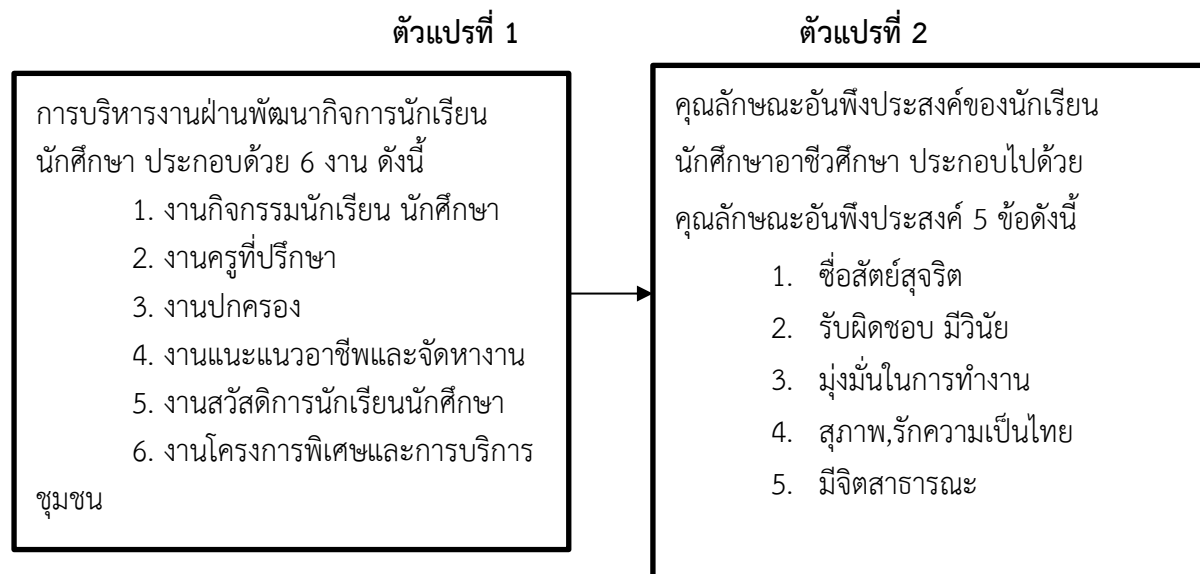 ตัวแปรที่ 1
ตัวแปรที่ 2
การบริหารงานฝ่านพัฒนากิจการนักเรียน
นักศึกษา ประกอบด้วย 6 งาน ดังนี้
1. งานกิจกรรมนักเรียน นักศึกษา
2. งานครูที่ปรึกษา
3. งานปกครอง
4. งานแนะแนวอาชีพและจัดหางาน
5. งานสวัสดิการนักเรียนนักศึกษา
6. งานโครงการพิเศษและการบริการ
ชุมชน
คุณลักษณะอันพึงประสงค์ของนักเรียน
นักศึกษาอาชีวศึกษา ประกอบไปด้วย
คุณลักษณะอันพึงประสงค์ 5 ข้อดังนี้
1. ซื่อสัตย์สุจริต
2. รับผิดชอบ มีวินัย
3. มุ่งมั่นในการทำงาน
4. สุภาพ,รักความเป็นไทย
5. มีจิตสาธารณะ